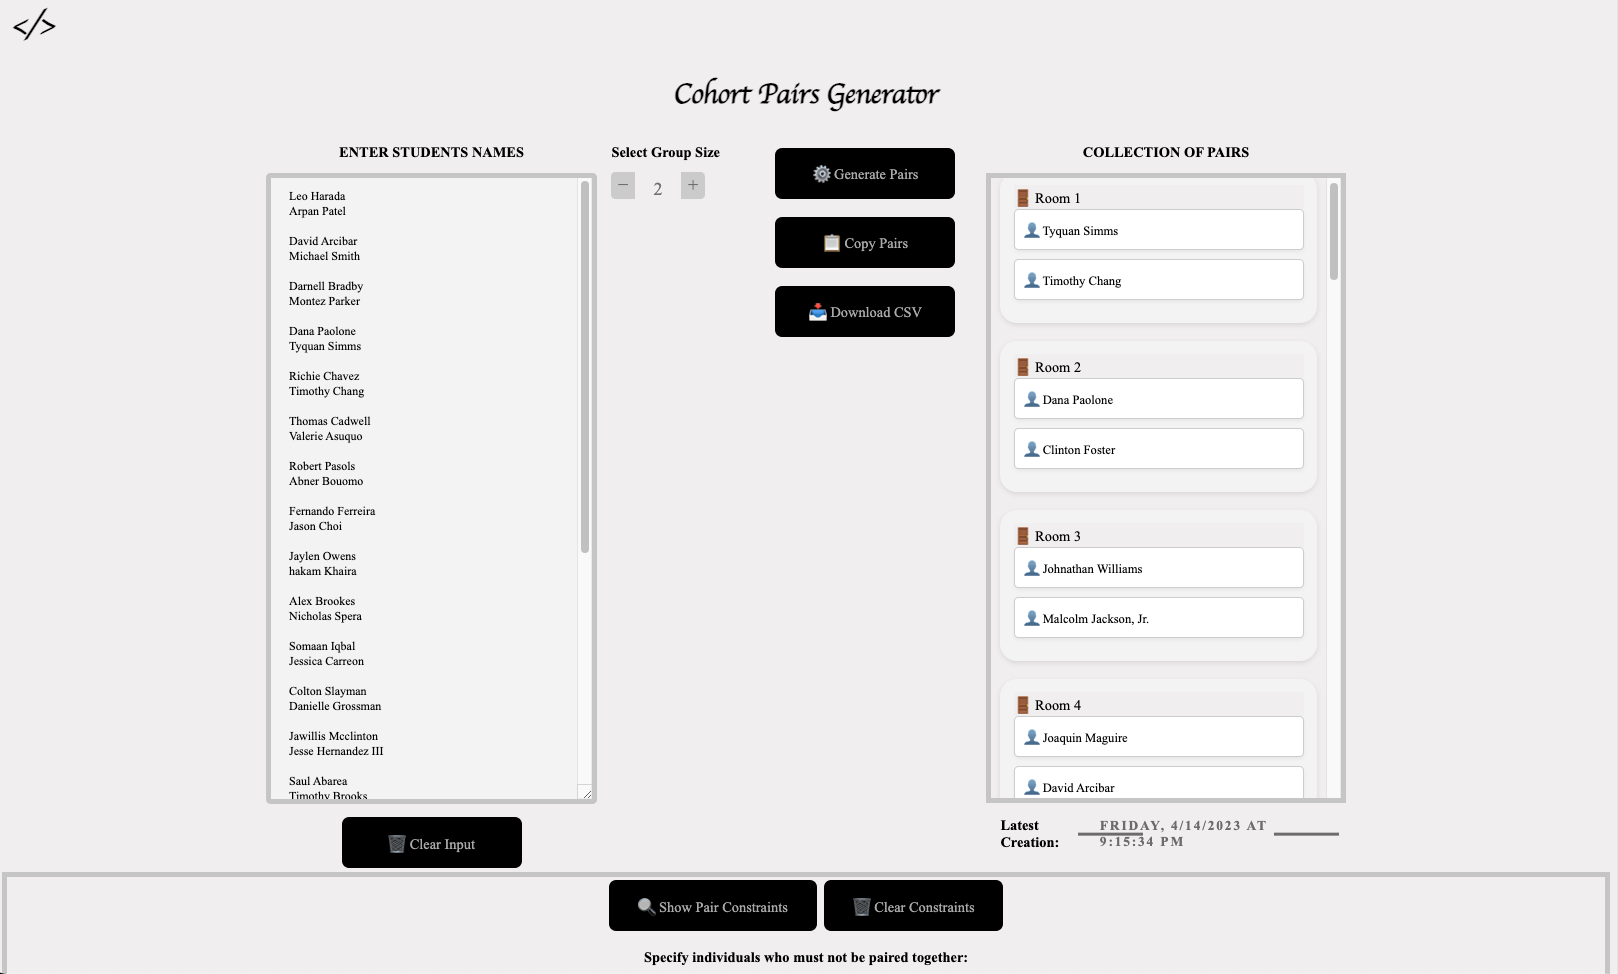 </>
Cohort Pairs Generator
ENTER STUDENTS NAMES
Leo Harada
Arpan Patel
David Arcibar
Michael Smith
Darnell Bradby
Montez Parker
Dana Paolone
Tyquan Simms
Richie Chavez
Timothy Chang
Thomas Cadwell
Valerie Asuquo
Robert Pasols
Abner Bouomo
Fernando Ferreira
Jason Choi
Jaylen Owens
hakam Khaira
Alex Brookes
Nicholas Spera
Somaan Iqbal
Jessica Carreon
Colton Slayman
Danielle Grossman
Jawillis Mcclinton
Jesse Hernandez III
Saul Abarea
Timothy Brooks
Clear Input
Select Group Size
− 2 +
Generate Pairs
Copy Pairs
Download CSV
COLLECTION OF PAIRS
Room 1
Tyquan Simms
Timothy Chang
Room 2
Dana Paolone
Clinton Foster
Room 3
Johnathan Williams
Malcolm Jackson, Jr.
Room 4
Joaquin Maguire
David Arcibar
Latest
Creation:
FRIDAY, 4/14/2023 AT
9:15:34 PM
Show Pair Constraints
Clear Constraints
Specify individuals who must not be paired together: